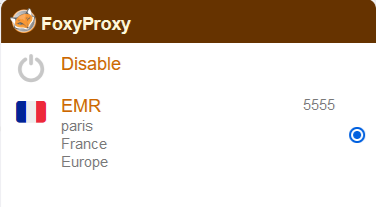 FoxyProxy
Disable
EMR 5555
paris
France
Europe